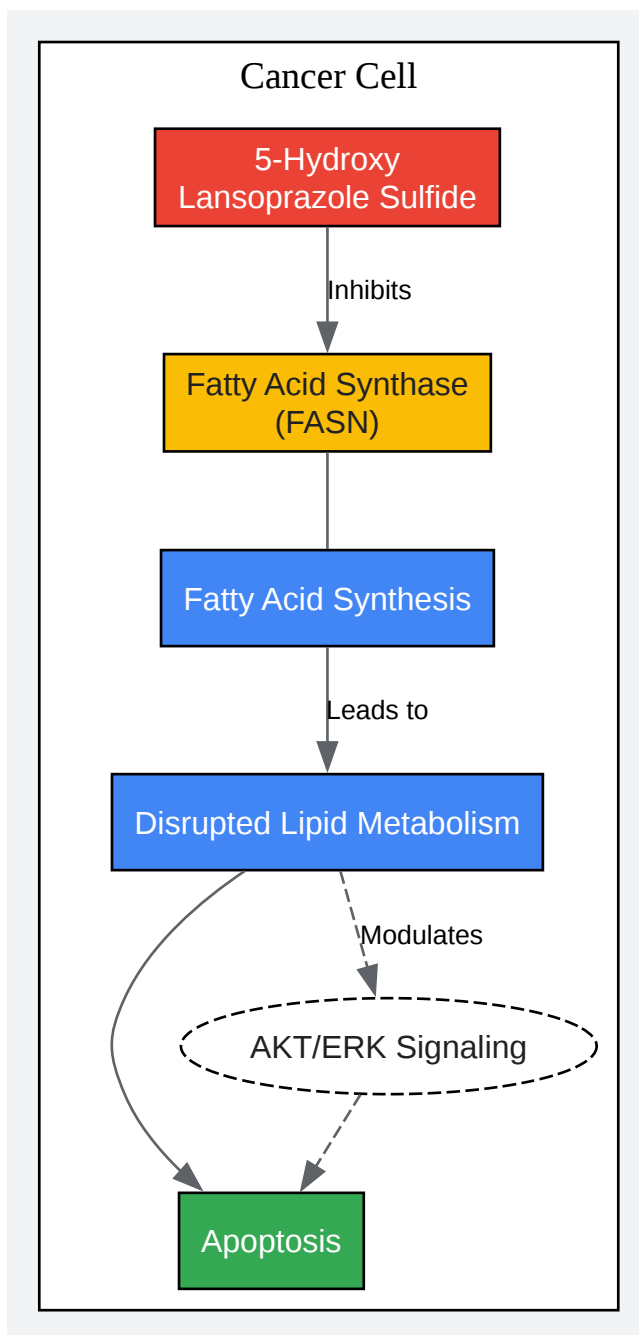 Cancer Cell
5-Hydroxy
Lansoprazole Sulfide
Inhibits
Fatty Acid Synthase
(FASN)
Fatty Acid Synthesis
Leads to
Disrupted Lipid Metabolism
Modulates
AKT/ERK Signaling
Apoptosis